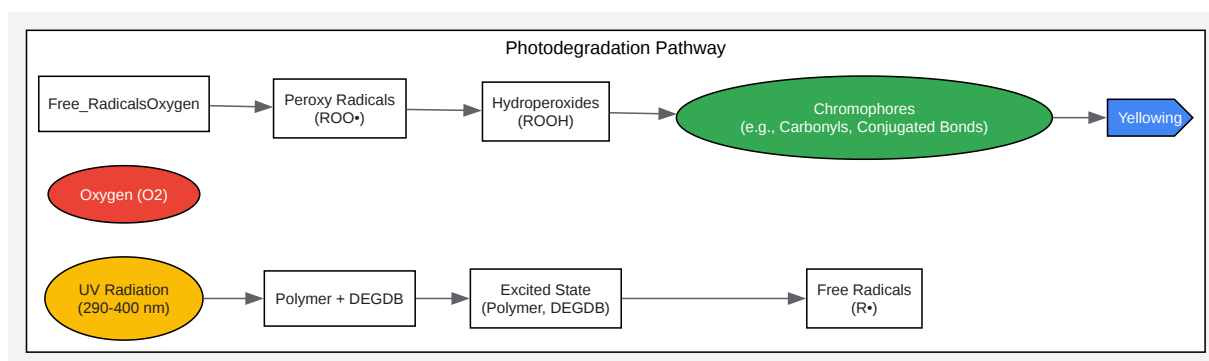 Photodegradation Pathway
Free_RadicalsOxygen
Peroxy Radicals
(ROO•)
Hydroperoxides
(ROOH)
Chromophores
(e.g., Carbonyls, Conjugated Bonds)
Yellowing
Oxygen (O2)
UV Radiation
(290-400 nm)
Polymer + DEGDB
Excited State
(Polymer, DEGDB)
Free Radicals
(R•)